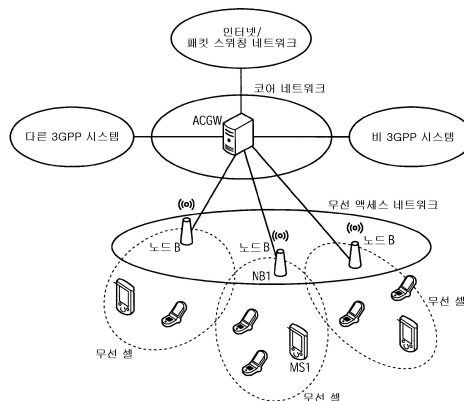 인터넷/
패킷 스위칭 네트워크
코어 네트워크
ACGW
다른 3GPP 시스템
비 3GPP 시스템
무선 액세스 네트워크
노드 B
노드 B
노드 B
NB1
무선 셀
무선 셀
MS1
무선 셀